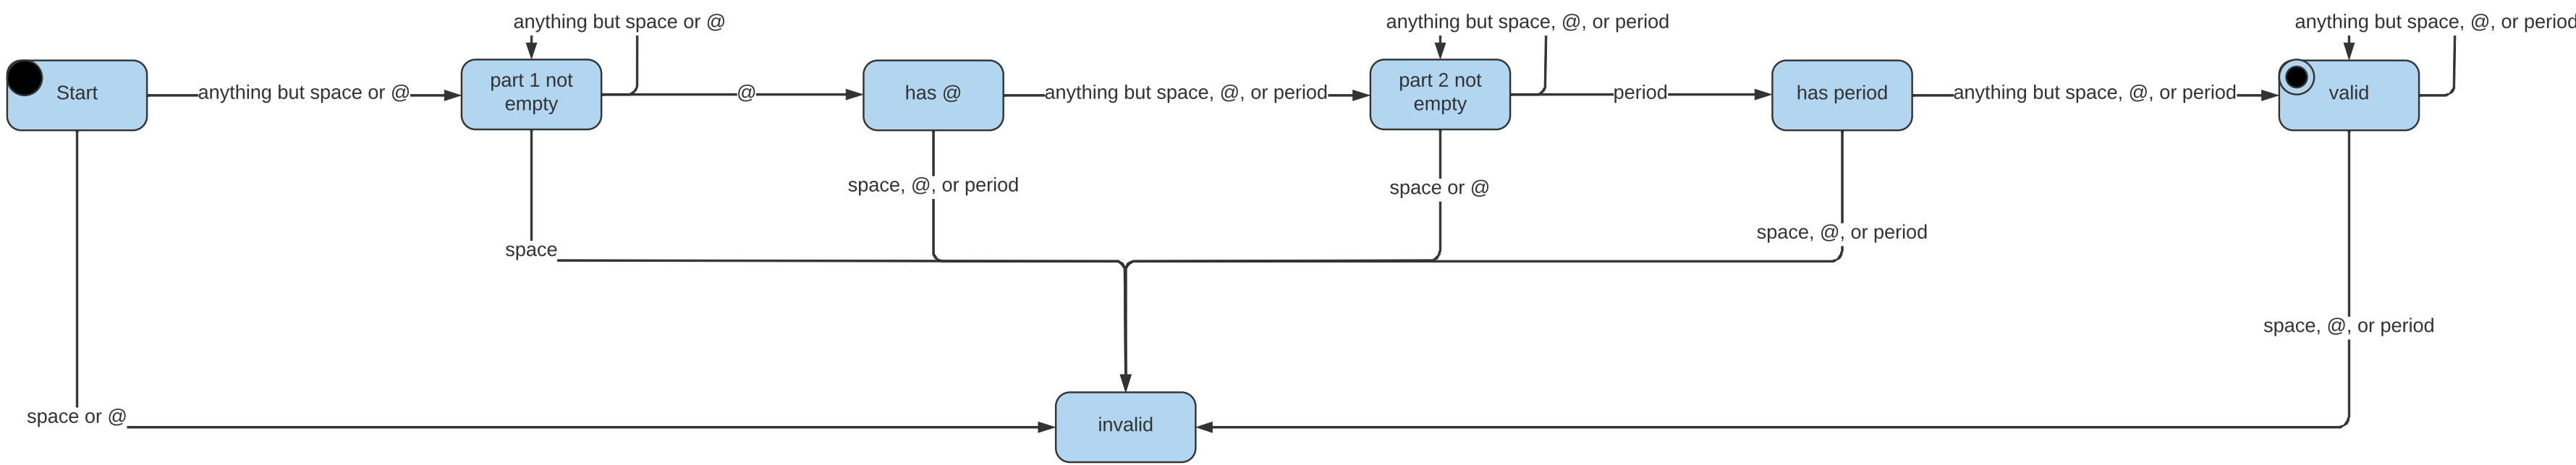 anything but space or @
anything but space, @, or period
anything but space, @, or period
Start
anything but space or @
part 1 not
empty
@
has @
anything but space, @, or period
part 2 not
empty
period
has period
anything but space, @, or period
valid
space, @, or period
space or @
space, @, or period
space
space, @, or period
space or @
invalid